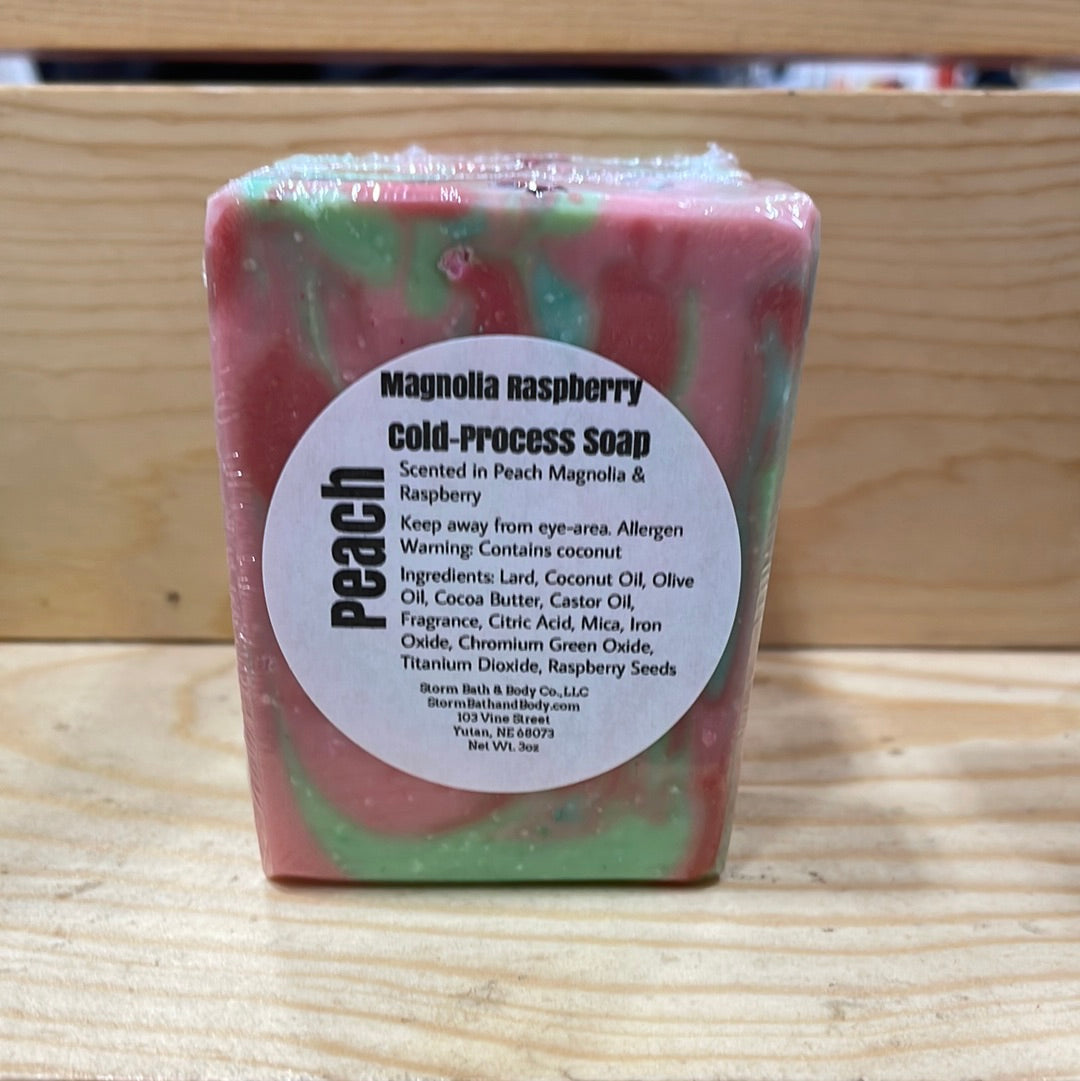 Peach
Magnolia Raspberry
Cold-Process Soap
Scented in Peach Magnolia &
Raspberry
Keep away from eye-area. Allergen
Warning: Contains coconut
Ingredients: Lard, Coconut Oil, Olive
Oil, Cocoa Butter, Castor Oil,
Fragrance, Citric Acid, Mica, Iron
Oxide, Chromium Green Oxide,
Titanium Dioxide, Raspberry Seeds
Storm Bath & Body Co.,LLC
StormBathandBody.com
103 Vine Street
Yutan, NE 68073
Net Wt. 3oz